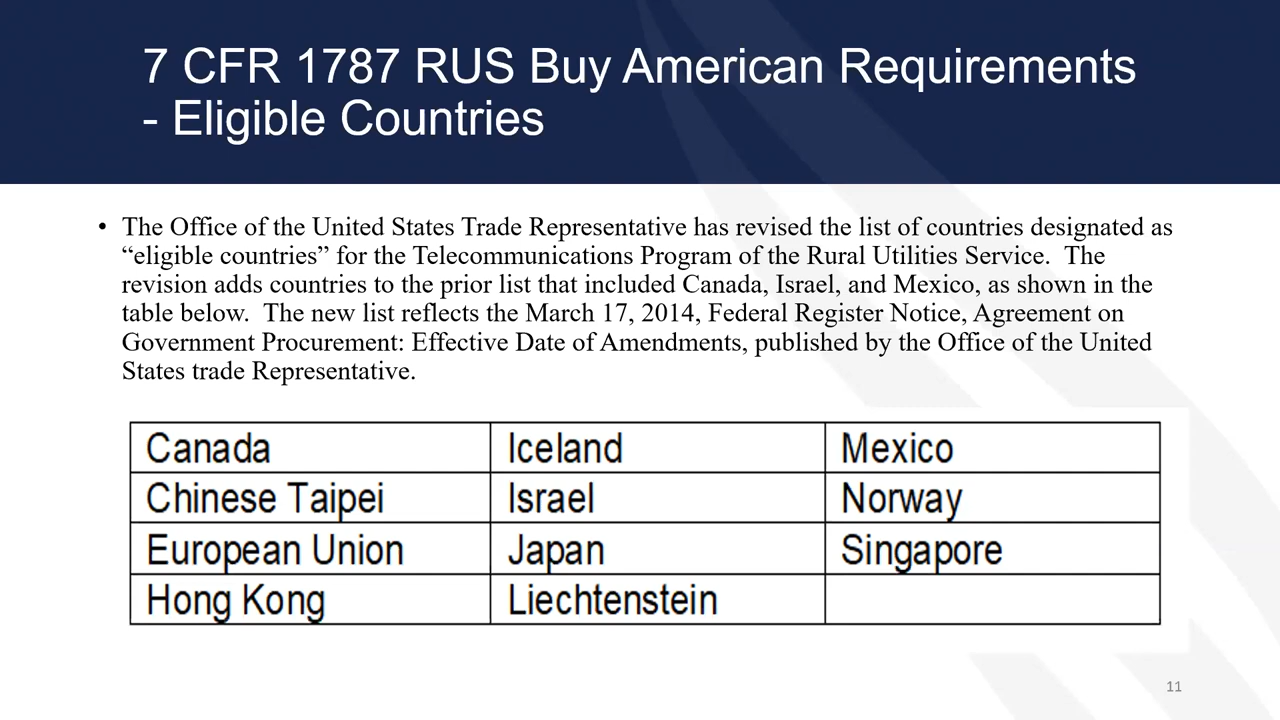 7 CFR 1787 RUS Buy American Requirements
- Eligible Countries
• The Office of the United States Trade Representative has revised the list of countries designated as
“eligible countries” for the Telecommunications Program of the Rural Utilities Service.  The
revision adds countries to the prior list that included Canada, Israel, and Mexico, as shown in the
table below.  The new list reflects the March 17, 2014, Federal Register Notice, Agreement on
Government Procurement: Effective Date of Amendments, published by the Office of the United
States trade Representative.
Canada Iceland Mexico
Chinese Taipei Israel Norway
European Union Japan Singapore
Hong Kong Liechtenstein
11